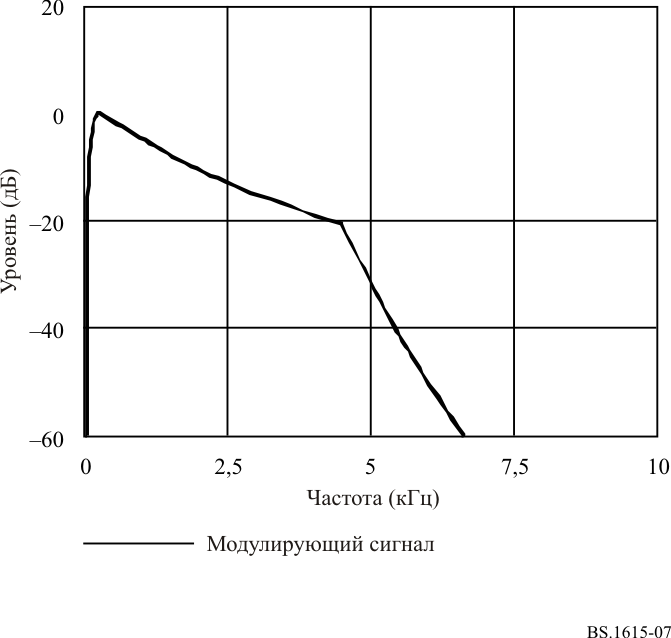 20
0
–20
–40
–60
Уровень (дБ)
0
2,5
5
7,5
10
Частота (кГц)
Модулирующий сигнал
BS.1615-07